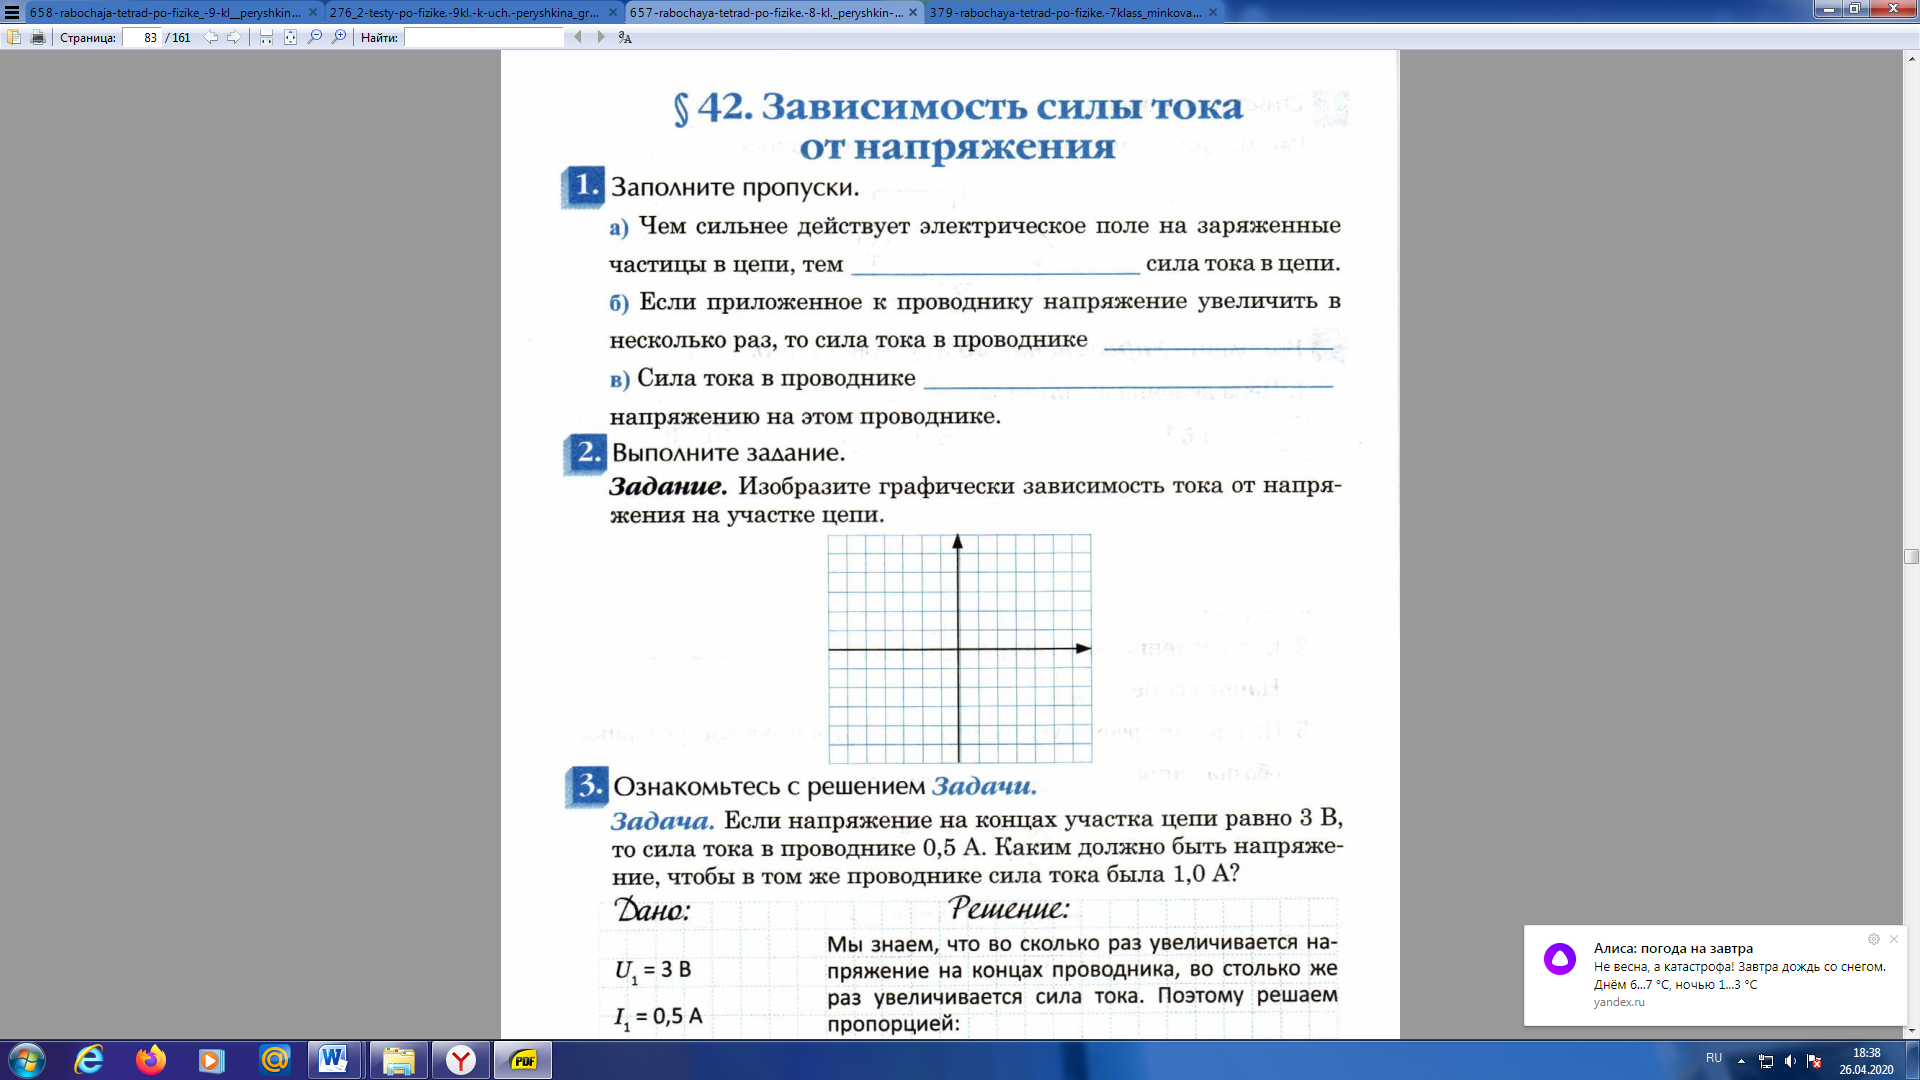 658-rabochaja-tetrad-po-fizike_-9-kl__peryshkin...
276_2-testy-po-fizike.-9kl.-k-uch.-peryshkina_gr...
657-rabochaya-tetrad-po-fizike.-8-kl._peryshkin-...
379-rabochaya-tetrad-po-fizike.-7klass_minkova...
Страница: 83 / 161 Найти:
§ 42. Зависимость силы тока
от напряжения
1. Заполните пропуски.
а) Чем сильнее действует электрическое поле на заряженные
частицы в цепи, тем ____ сила тока в цепи.
б) Если приложенное к проводнику напряжение увеличить в
несколько раз, то сила тока в проводнике ____
в) Сила тока в проводнике ____
напряжению на этом проводнике.
2. Выполните задание.
Задание. Изобразите графически зависимость тока от напря-
жения на участке цепи.
3. Ознакомьтесь с решением Задачи.
Задача. Если напряжение на концах участка цепи равно 3 В,
то сила тока в проводнике 0,5 А. Каким должно быть напряже-
ние, чтобы в том же проводнике сила тока была 1,0 А?
Дано: Решение:
U₁ = 3 В
I₁ = 0,5 А
Мы знаем, что во сколько раз увеличивается на-
пряжение на концах проводника, во столько же
раз увеличивается сила тока. Поэтому решаем
пропорцией:
Алиса: погода на завтра
Не весна, а катастрофа! Завтра дождь со снегом.
Днём 6...7 °C, ночью 1...3 °C
yandex.ru
PDF
RU
18:38
26.04.2020